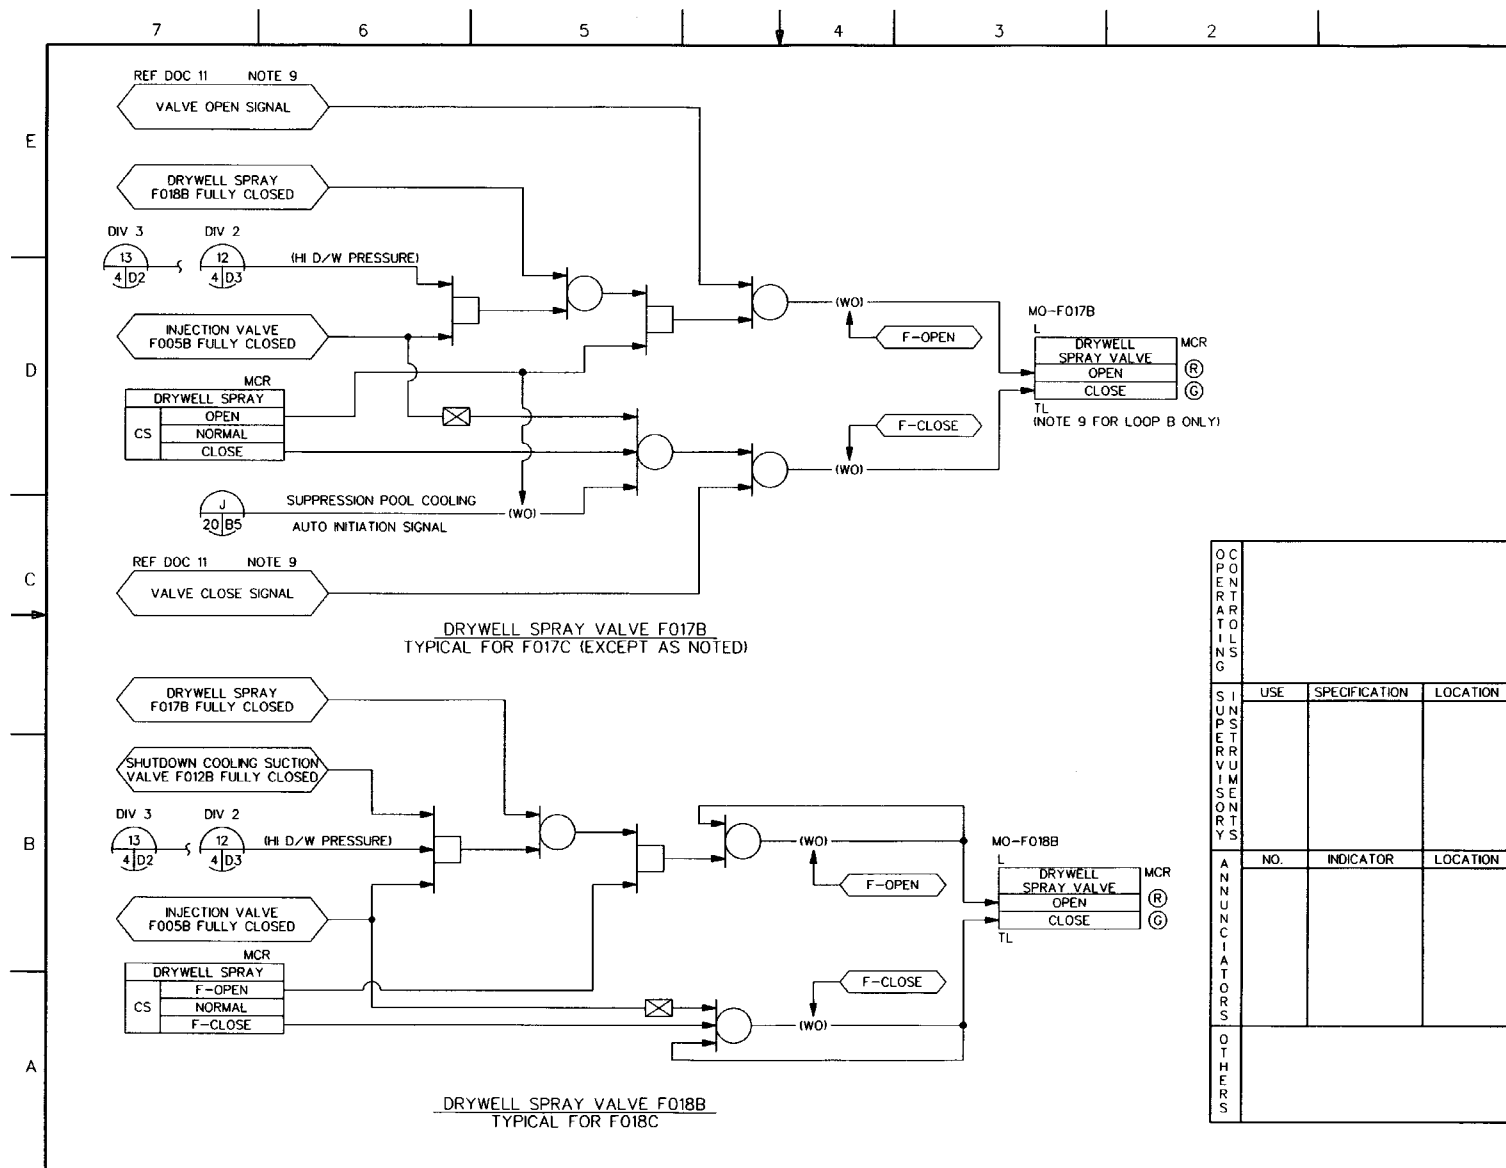 7 6 5 4 3 2
E
D
C
B
A
REF DOC 11 NOTE 9
VALVE OPEN SIGNAL
DRYWELL SPRAY
F018B FULLY CLOSED
DIV 3 DIV 2
13 12 (HI D/W PRESSURE)
4 D2 4 D3
INJECTION VALVE
F005B FULLY CLOSED
MCR
DRYWELL SPRAY
CS
OPEN
NORMAL
CLOSE
J SUPPRESSION POOL COOLING
20 B5 AUTO INITIATION SIGNAL
(WO)
REF DOC 11 NOTE 9
VALVE CLOSE SIGNAL
(WO)
F-OPEN
F-CLOSE
(WO)
MO-F017B
L
DRYWELL MCR
SPRAY VALVE
OPEN R
CLOSE G
TL
(NOTE 9 FOR LOOP B ONLY)
DRYWELL SPRAY VALVE F017B
TYPICAL FOR F017C (EXCEPT AS NOTED)
DRYWELL SPRAY
F017B FULLY CLOSED
SHUTDOWN COOLING SUCTION
VALVE F012B FULLY CLOSED
DIV 3 DIV 2
13 12 (HI D/W PRESSURE)
4 D2 4 D3
INJECTION VALVE
F005B FULLY CLOSED
MCR
DRYWELL SPRAY
CS
F-OPEN
NORMAL
F-CLOSE
(WO)
F-OPEN
F-CLOSE
(WO)
MO-F018B
L
DRYWELL MCR
SPRAY VALVE
OPEN R
CLOSE G
TL
DRYWELL SPRAY VALVE F018B
TYPICAL FOR F018C
OPERATING
CONTROLS
SUPERVISORY
INSTRUMENTS
USE SPECIFICATION LOCATION
ANNUNCIATORS
NO. INDICATOR LOCATION
OTHERS